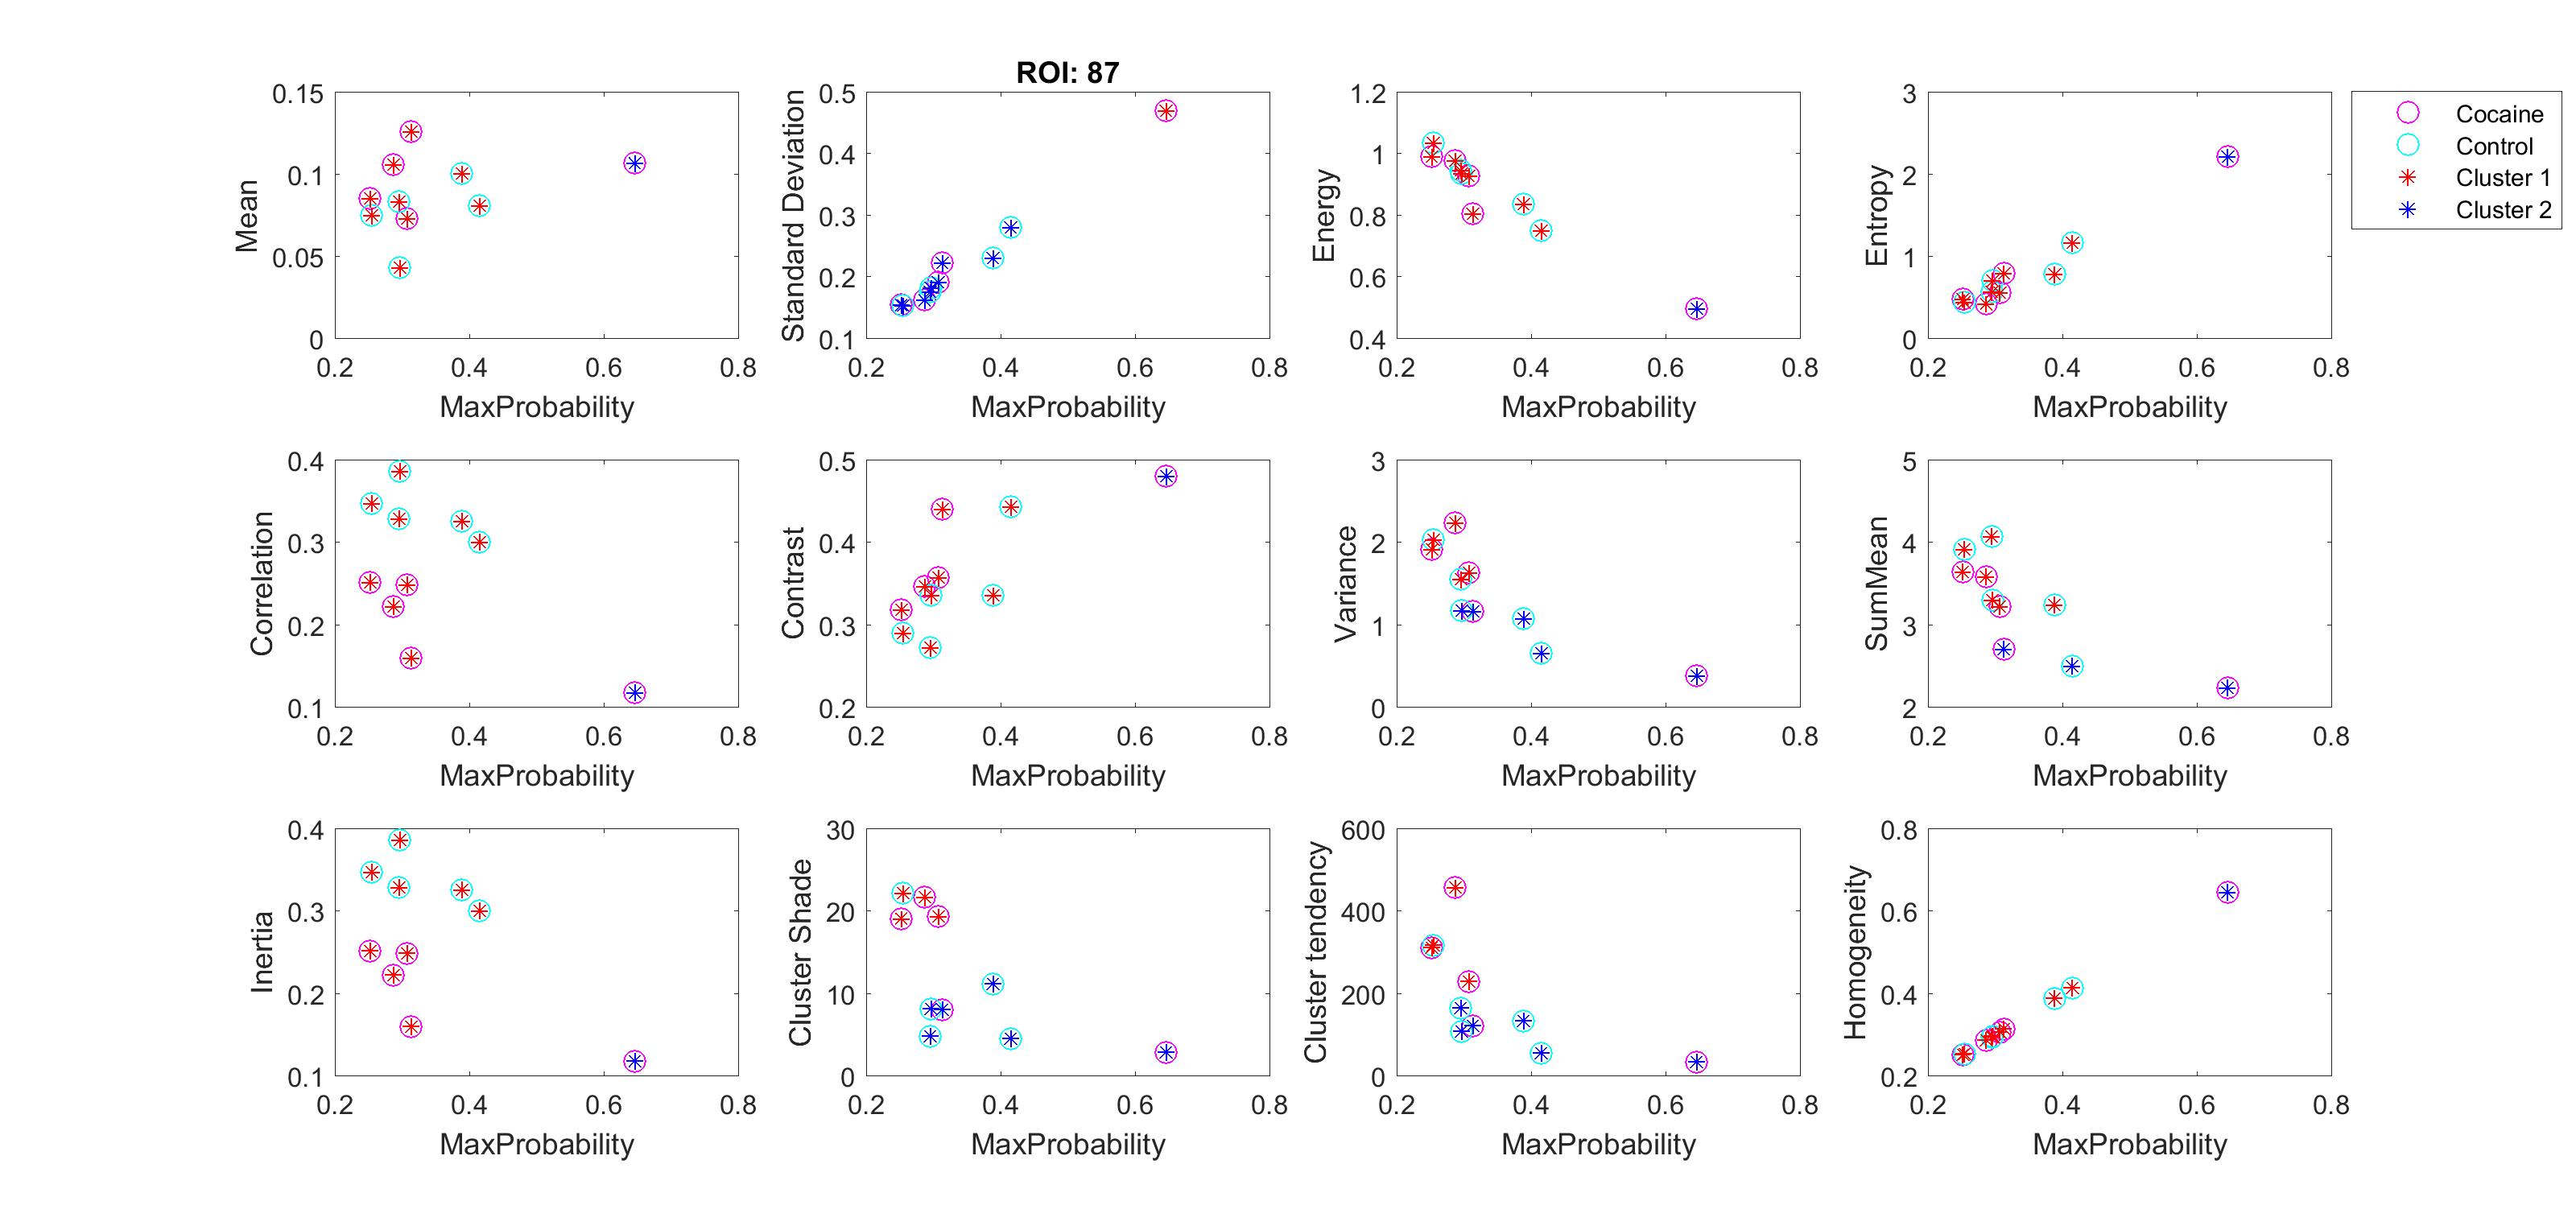 ROI: 87
0.15
0.1
0.05
0
Mean
0.2 0.4 0.6 0.8
MaxProbability
0.5
0.4
0.3
0.2
0.1
Standard Deviation
0.2 0.4 0.6 0.8
MaxProbability
1.2
1
0.8
0.6
0.4
Energy
0.2 0.4 0.6 0.8
MaxProbability
3
2
1
0
Entropy
0.2 0.4 0.6 0.8
MaxProbability
Cocaine
Control
Cluster 1
Cluster 2
0.4
0.3
0.2
0.1
Correlation
0.2 0.4 0.6 0.8
MaxProbability
0.5
0.4
0.3
0.2
Contrast
0.2 0.4 0.6 0.8
MaxProbability
3
2
1
0
Variance
0.2 0.4 0.6 0.8
MaxProbability
5
4
3
2
SumMean
0.2 0.4 0.6 0.8
MaxProbability
0.4
0.3
0.2
0.1
Inertia
0.2 0.4 0.6 0.8
MaxProbability
30
20
10
0
Cluster Shade
0.2 0.4 0.6 0.8
MaxProbability
600
400
200
0
Cluster tendency
0.2 0.4 0.6 0.8
MaxProbability
0.8
0.6
0.4
0.2
Homogeneity
0.2 0.4 0.6 0.8
MaxProbability